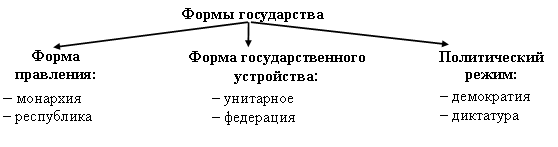 Формы государства
Форма
правления:
– монархия
– республика
Форма государственного
устройства:
– унитарное
– федерация
Политический
режим:
– демократия
– диктатура